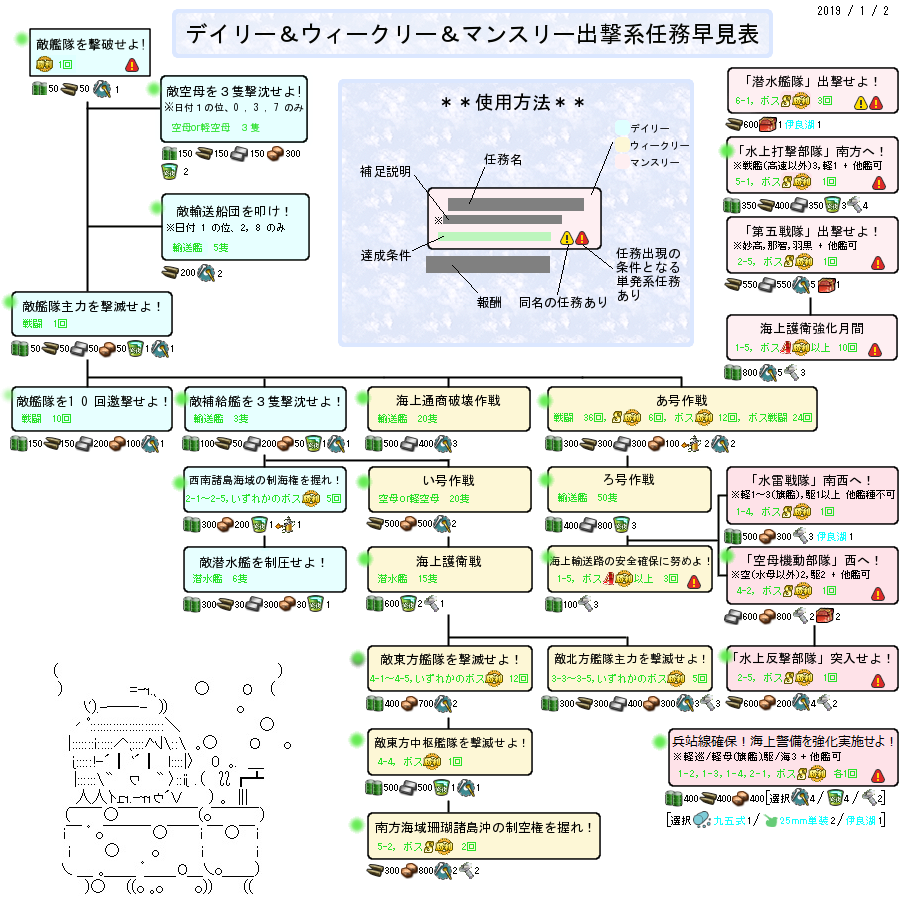 2019 / 1 / 2
デイリー＆ウィークリー＆マンスリー出撃系任務早見表
敵艦隊を撃破せよ!
1回
50 50 1
敵空母を３隻撃沈せよ!
※日付１の位、0，3，7 のみ
空母or軽空母　3隻
150 150 150 300
2
敵輸送船団を叩け！
※日付 1 の位、2，8 のみ
輸送艦　5隻
200 2
敵艦隊主力を撃滅せよ！
戦闘　1回
50 50 50 50 1 1
＊＊使用方法＊＊
デイリー
ウィークリー
マンスリー
任務名
補足説明
※
達成条件
報酬
同名の任務あり
任務出現の
条件となる
単発系任務
あり
「潜水艦隊」出撃せよ！
6-1，ボスS 3回
600 1 伊良湖 1
「水上打撃部隊」南方へ！
※戦艦(高速以外)3，軽1 + 他艦可
5-1，ボスS 1回
350 400 350 3 4
「第五戦隊」出撃せよ！
※妙高，那智，羽黒 + 他艦可
2-5，ボスS 1回
550 550 5 1
海上護衛強化月間
1-5，ボスA 以上 10回
800 5 3
敵艦隊を１０回邀撃せよ！
戦闘　10回
150 150 200 100 1
敵補給艦を３隻撃沈せよ！
輸送艦　3隻
100 50 200 50 1 1
海上通商破壊作戦
輸送艦　20隻
500 400 3
あ号作戦
戦闘　36回，S 6回，ボス 12回，ボス戦闘 24回
300 300 300 100 2 2
西南諸島海域の制海権を握れ！
2-1～2-5，いずれかのボス 5回
300 200 1 1
い号作戦
空母or軽空母　20隻
500 500 2
ろ号作戦
輸送艦　50隻
400 800 3
「水雷戦隊」南西へ！
※軽1～3(旗艦)，駆1以上 他艦種不可
1-4，ボスS 1回
500 300 3 伊良湖 1
敵潜水艦を制圧せよ！
潜水艦　6隻
300 30 300 30 1
海上護衛戦
潜水艦　15隻
600 2 1
海上輸送路の安全確保に努めよ！
1-5，ボスA 以上　3回
100 3
「空母機動部隊」西へ！
※空(水母以外)2，駆2 + 他艦可
4-2，ボスS 1回
600 800 2 2
敵東方艦隊を撃滅せよ！
4-1～4-5，いずれかのボス 12回
400 700 2
敵北方艦隊主力を撃滅せよ！
3-3～3-5，いずれかのボス 5回
300 300 400 300 3 3
「水上反撃部隊」突入せよ！
2-5，ボスS 1回
600 200 4 2
敵東方中枢艦隊を撃滅せよ！
4-4，ボス 1回
500 500 1 1
兵站線確保！海上警備を強化実施せよ！
※軽巡/軽母(旗艦)，駆/海3 + 他艦可
1-2，1-3，1-4，2-1，ボスS 各1回
400 400 400 [選択 4 / 4 / 2]
[選択 九五式 1 / 25mm単装 2 / 伊良湖 1]
南方海域珊瑚諸島沖の制空権を握れ！
5-2，ボスS 2回
300 800 2 2